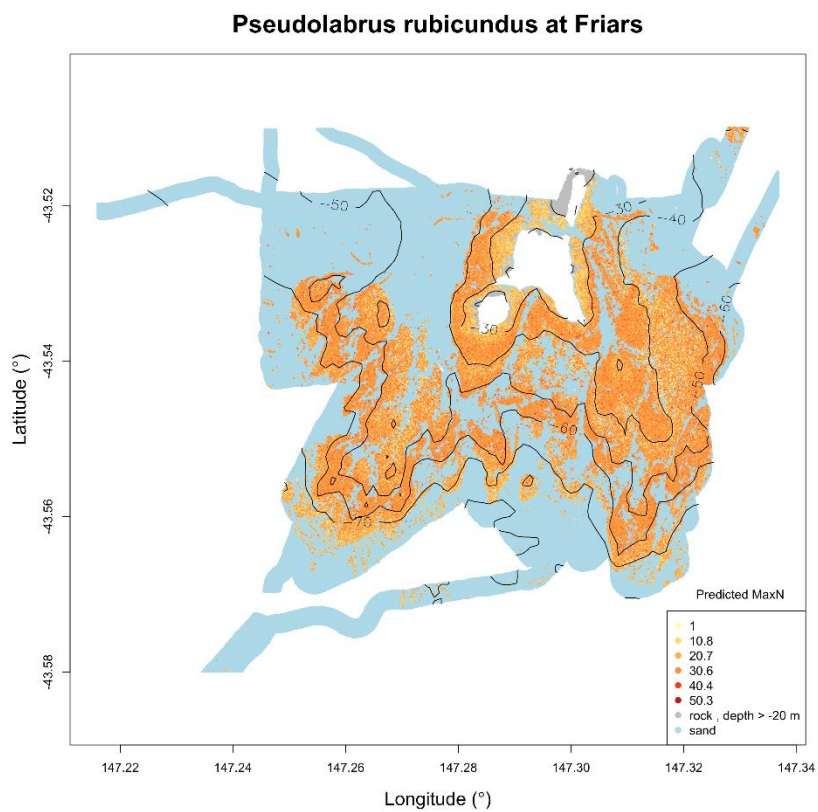 Pseudolabrus rubicundus at Friars
Latitude (°)
-43.52
-43.54
-43.56
-43.58
--50
--30
--40
--60
--50
--30
--60
--70
Predicted MaxN
1
10.8
20.7
30.6
40.4
50.3
rock , depth > -20 m
sand
147.22 147.24 147.26 147.28 147.30 147.32 147.34
Longitude (°)